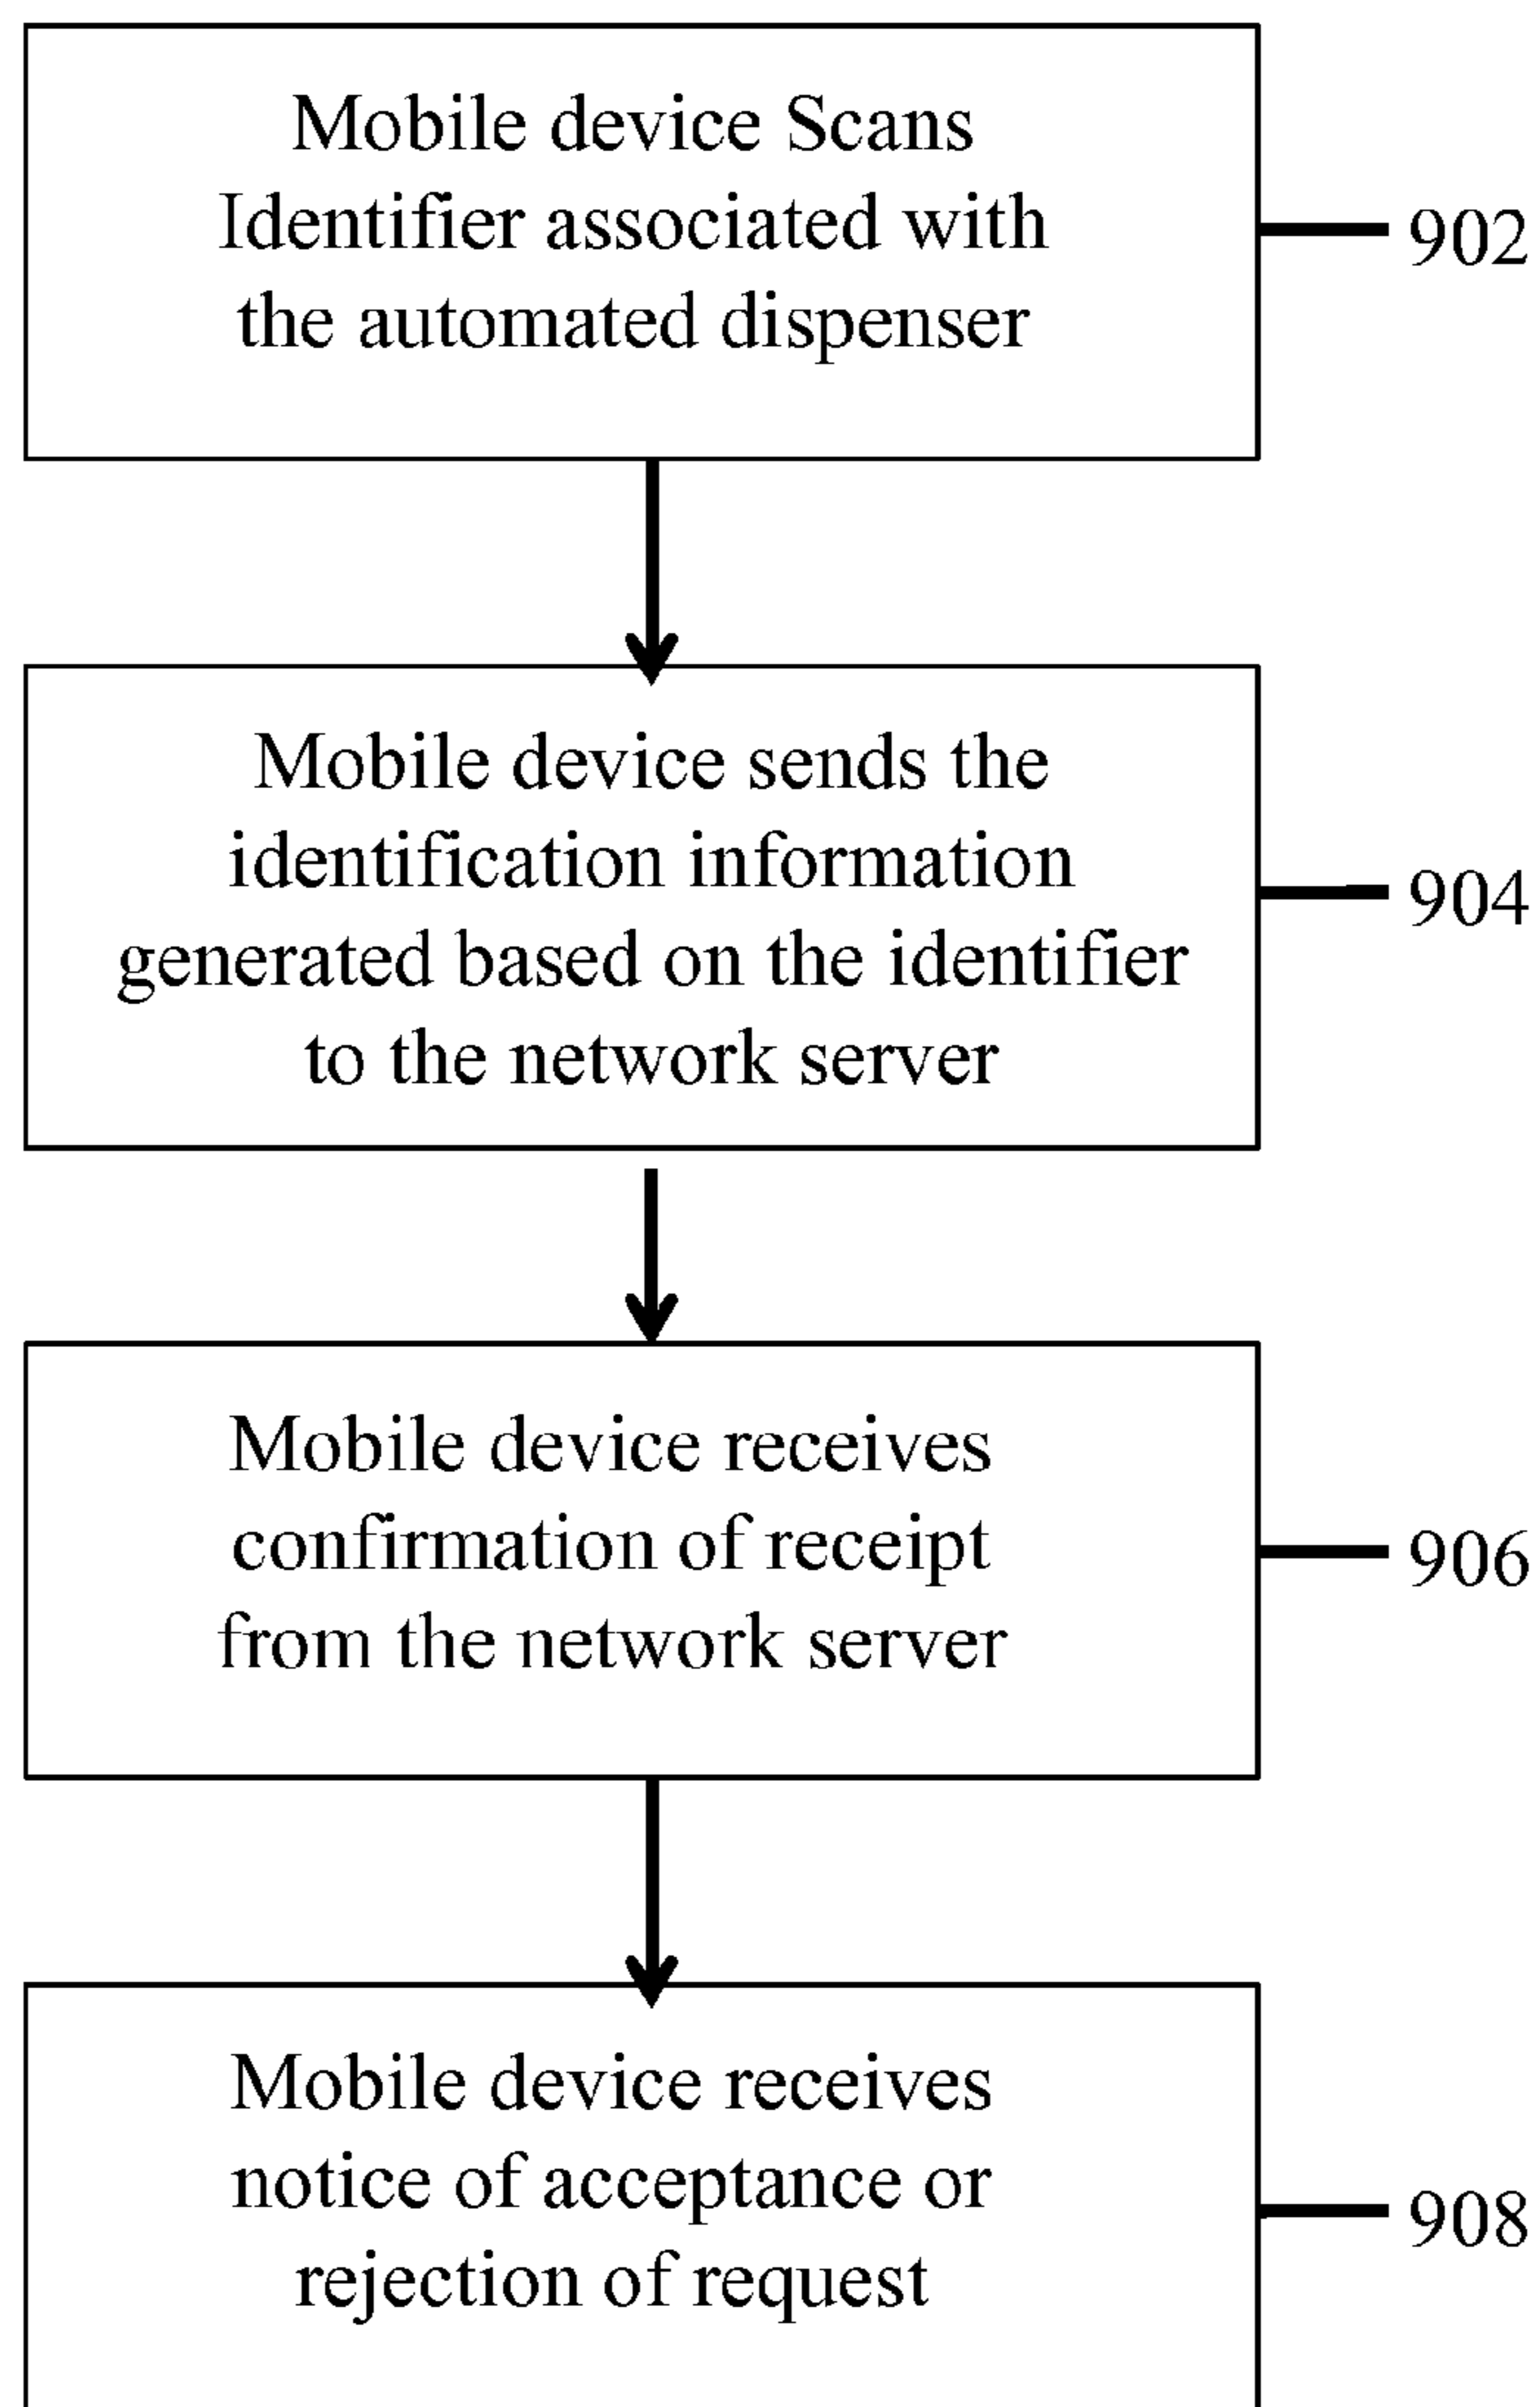 Mobile device Scans
Identifier associated with
the automated dispenser
902
Mobile device sends the
identification information
generated based on the identifier
to the network server
904
Mobile device receives
confirmation of receipt
from the network server
906
Mobile device receives
notice of acceptance or
rejection of request
908